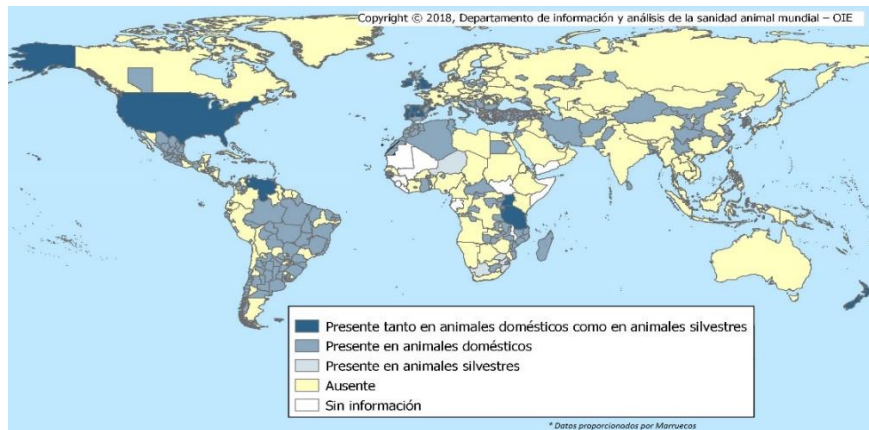 Copyright © 2018, Departamento de información y análisis de la sanidad animal mundial – OIE
Presente tanto en animales domésticos como en animales silvestres
Presente en animales domésticos
Presente en animales silvestres
Ausente
Sin información
* Datos proporcionados por Marruecos